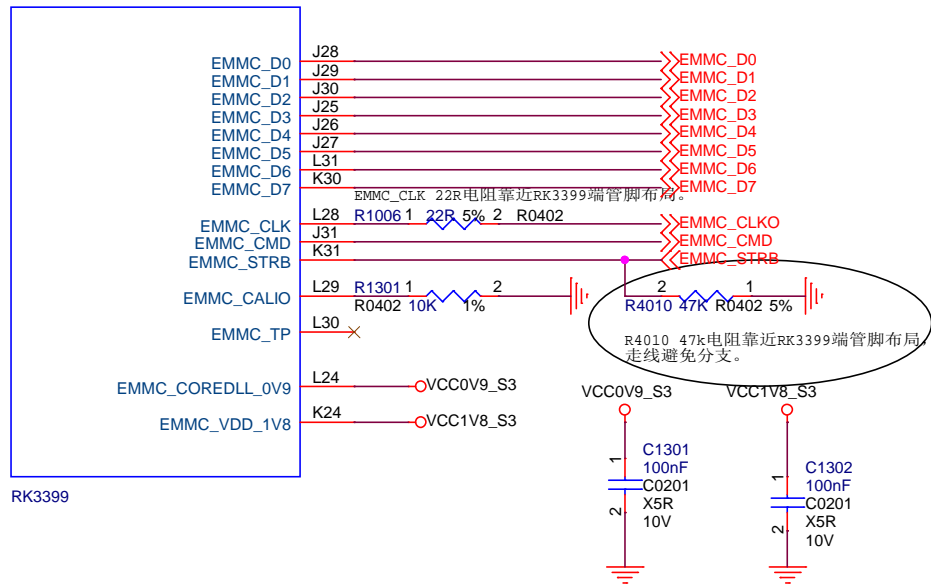 EMMC_D0 J28 EMMC_D0
EMMC_D1 J29 EMMC_D1
EMMC_D2 J30 EMMC_D2
EMMC_D3 J25 EMMC_D3
EMMC_D4 J26 EMMC_D4
EMMC_D5 J27 EMMC_D5
EMMC_D6 L31 EMMC_D6
EMMC_D7 K30 EMMC_D7
EMMC_CLK 22R电阻靠近RK3399端管脚布局。
EMMC_CLK L28 R1006 1 22R 5% 2 R0402 EMMC_CLKO
EMMC_CMD J31 EMMC_CMD
EMMC_STRB K31 EMMC_STRB
EMMC_CALIO L29 R1301 1 2
R0402 10K 1%
2 1
R4010 47K R0402 5%
EMMC_TP L30
R4010 47k电阻靠近RK3399端管脚布局，
走线避免分支。
EMMC_COREDLL_0V9 L24 VCC0V9_S3
EMMC_VDD_1V8 K24 VCC1V8_S3
RK3399
VCC0V9_S3
1
2
C1301
100nF
C0201
X5R
10V
VCC1V8_S3
1
2
C1302
100nF
C0201
X5R
10V